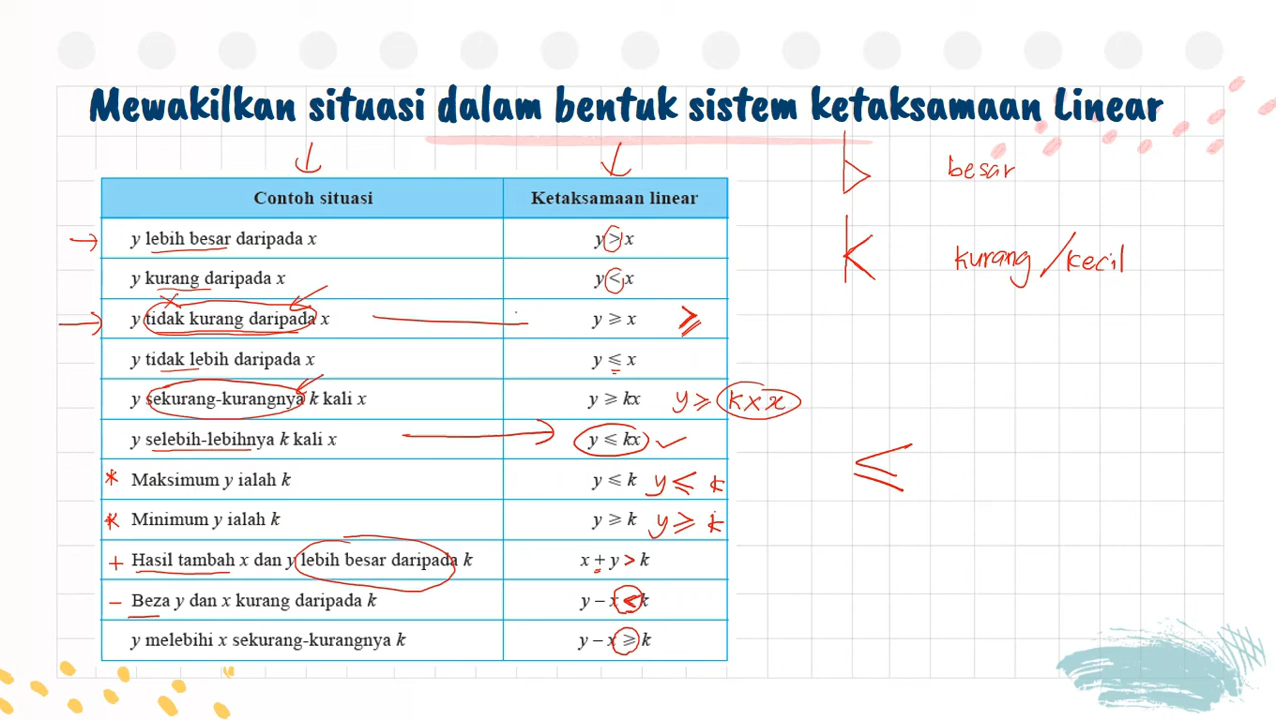 Mewakilkan situasi dalam bentuk sistem ketaksamaan Linear
Contoh situasi Ketaksamaan linear
y lebih besar daripada x y > x
y kurang daripada x y < x
y tidak kurang daripada x y ⩾ x ⩾
y tidak lebih daripada x y ⩽ x
y sekurang-kurangnya k kali x y ⩾ kx y ⩾ k x x
y selebih-lebihnya k kali x y ⩽ kx ✓
* Maksimum y ialah k y ⩽ k y ⩽ k
* Minimum y ialah k y ⩾ k y ⩾ k
+ Hasil tambah x dan y lebih besar daripada k x + y > k
− Beza y dan x kurang daripada k y − x < k
y melebihi x sekurang-kurangnya k y − x ⩾ k
b besar
k kurang / kecil
⩽